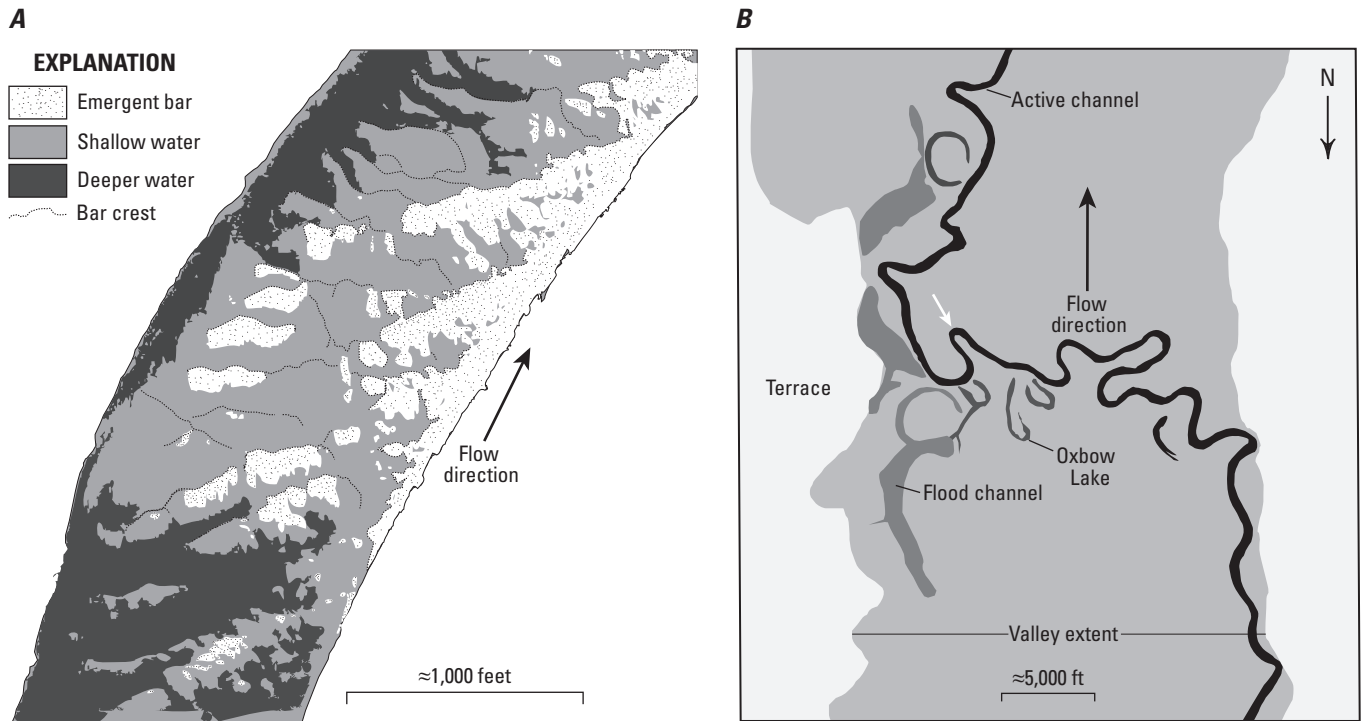 A
EXPLANATION
Emergent bar
Shallow water
Deeper water
Bar crest
Flow
direction
≈1,000 feet
B
N
Active channel
Flow
direction
Terrace
Oxbow
Lake
Flood channel
Valley extent
≈5,000 ft